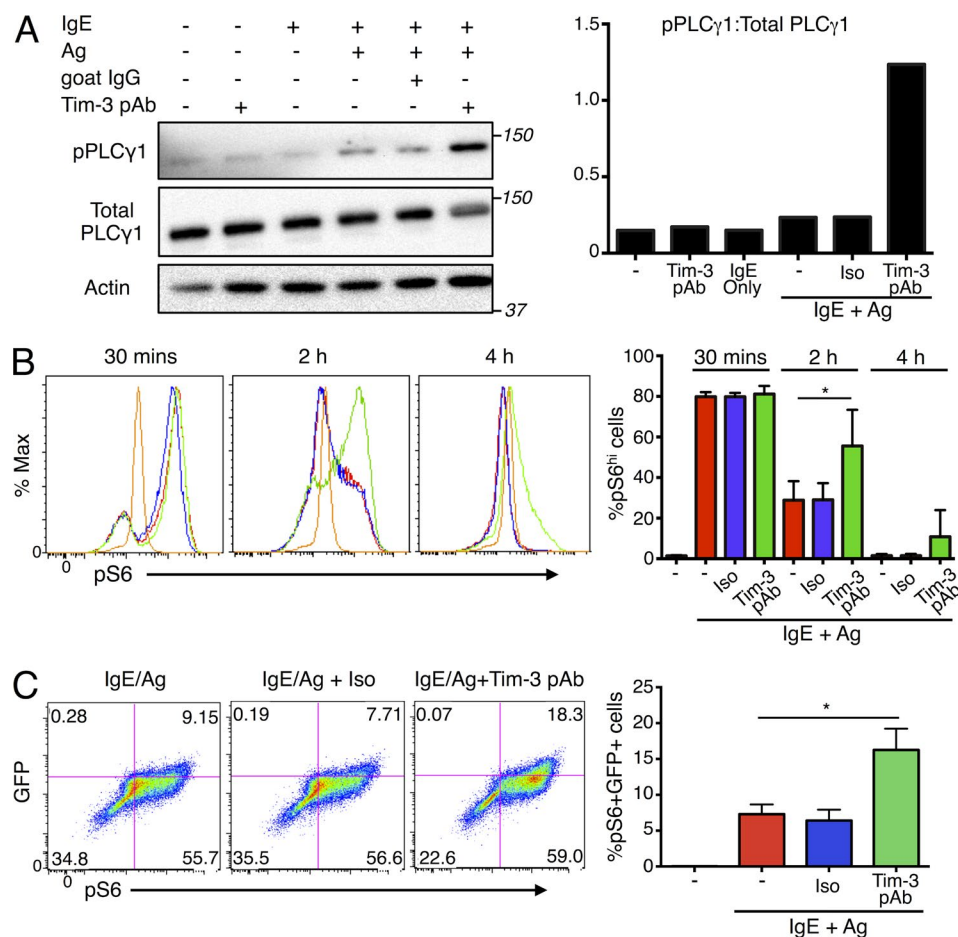 A
IgE - - + + + +
Ag - - - + + +
goat IgG - - - - + -
Tim-3 pAb - + - - - +
pPLCγ1
150
Total
PLCγ1
150
Actin
37
pPLCγ1:Total PLCγ1
1.5
1.0
0.5
0
- Tim-3 pAb IgE Only - Iso Tim-3 pAb
IgE + Ag
B
30 mins 2 h 4 h
% Max
0
pS6
%pS6hi cells
100
80
60
40
20
0
30 mins 2 h 4 h
*
- - Iso Tim-3 pAb - Iso Tim-3 pAb - Iso Tim-3 pAb
IgE + Ag
C
IgE/Ag IgE/Ag + Iso IgE/Ag+Tim-3 pAb
0.28 9.15 0.19 7.71 0.07 18.3
GFP
34.8 55.7 35.5 56.6 22.6 59.0
0
0
pS6
%pS6+GFP+ cells
25
20
15
10
5
0
*
- - Iso Tim-3 pAb
IgE + Ag